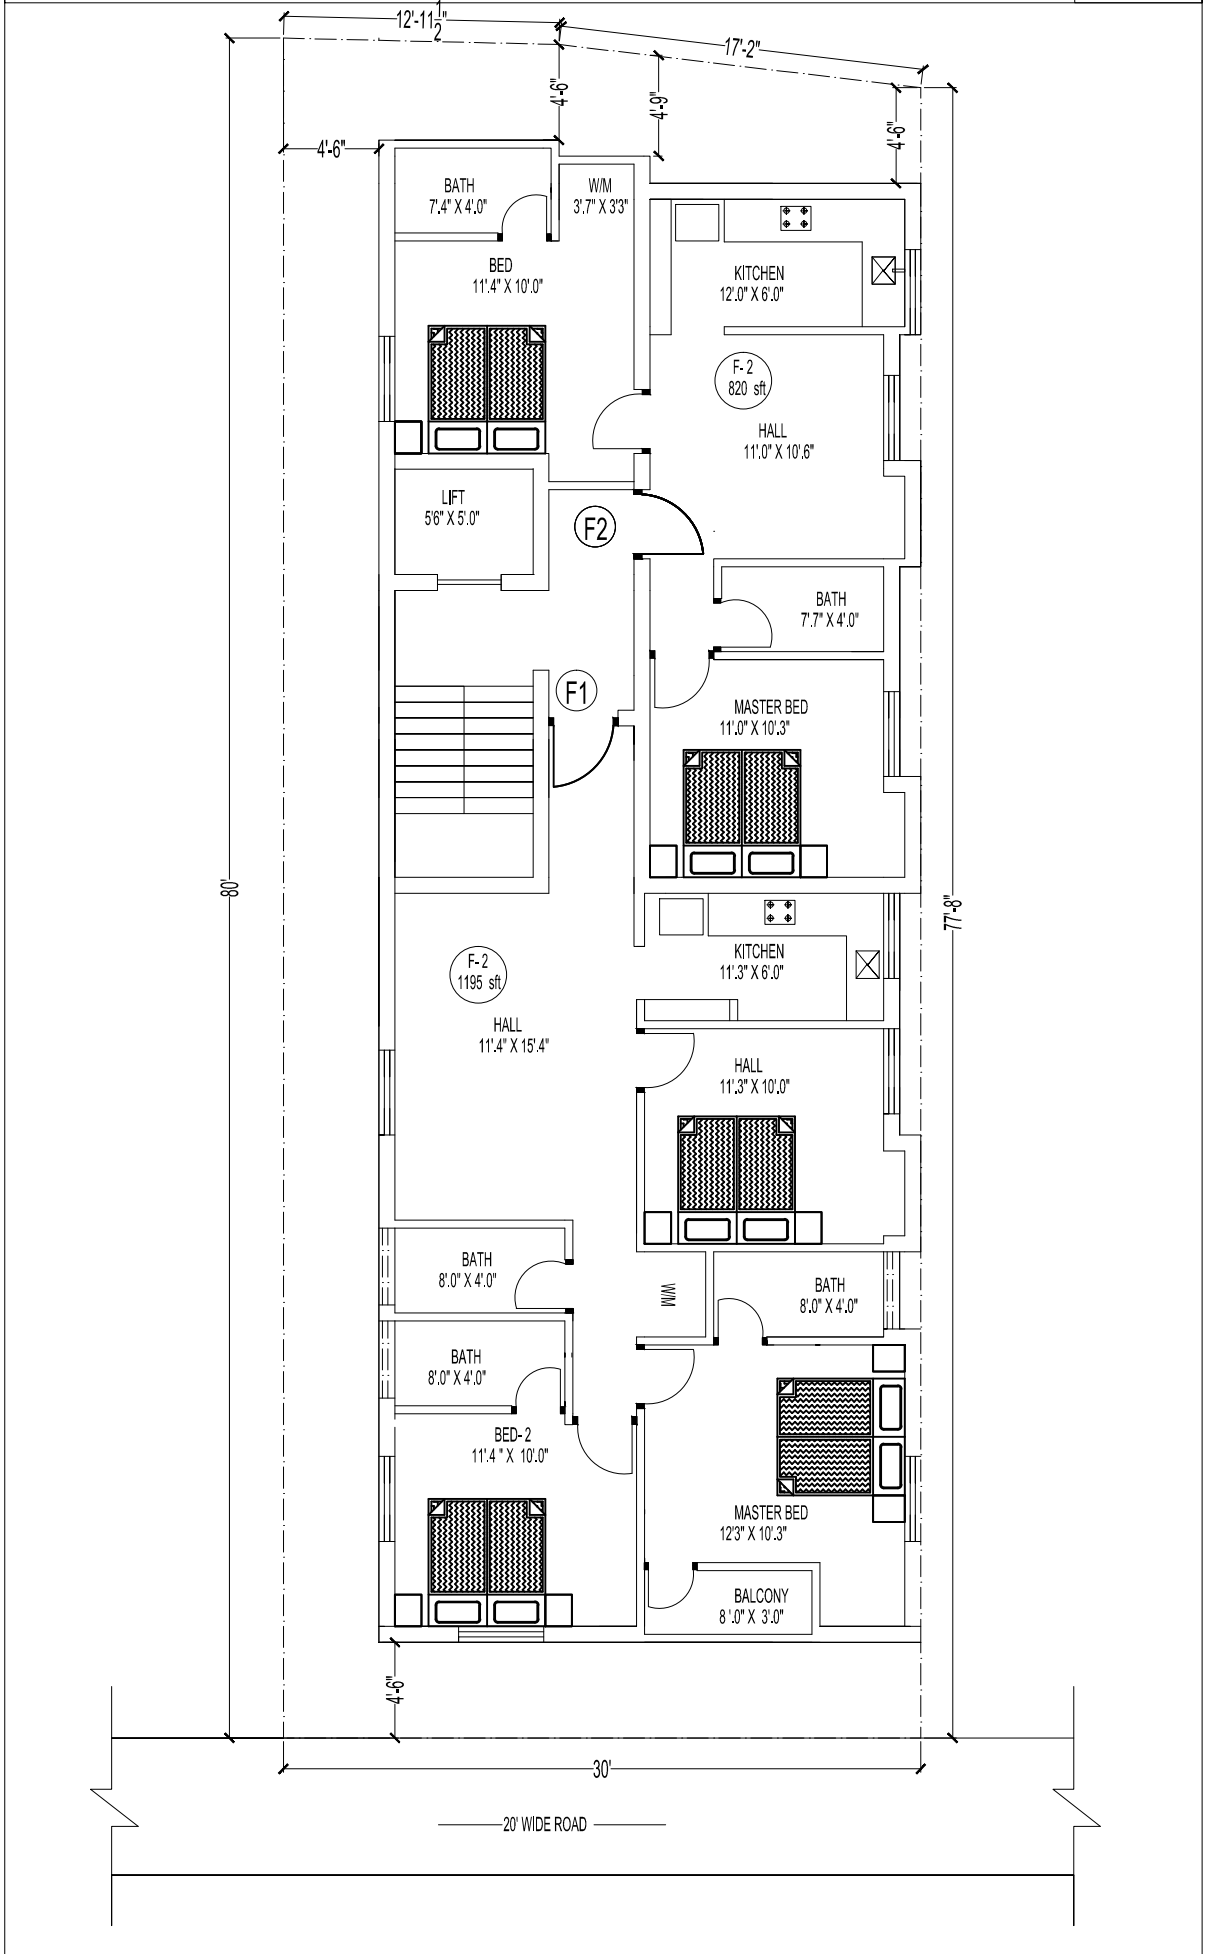 12'-11 1/2"
17'-2"
4'-6"
4'-9"
4'-6"
4'-6"
BATH
7'.4" X 4'.0"
W/M
3'.7" X 3'3"
BED
11'.4" X 10'.0"
KITCHEN
12'.0" X 6'.0"
F- 2
820 sft
HALL
11'.0" X 10'.6"
LIFT
5'6" X 5'.0"
F2
BATH
7'.7" X 4'.0"
F1
MASTER BED
11'.0" X 10'.3"
80'
77'-8"
KITCHEN
11'.3" X 6'.0"
F- 2
1195 sft
HALL
11'.4" X 15'.4"
HALL
11'.3" X 10'.0"
BATH
8'.0" X 4'.0"
W/M
BATH
8'.0" X 4'.0"
BATH
8'.0" X 4'.0"
BED- 2
11'.4 " X 10'.0"
MASTER BED
12'3" X 10'.3"
BALCONY
8 '.0" X 3'.0"
4'-6"
30'
20' WIDE ROAD